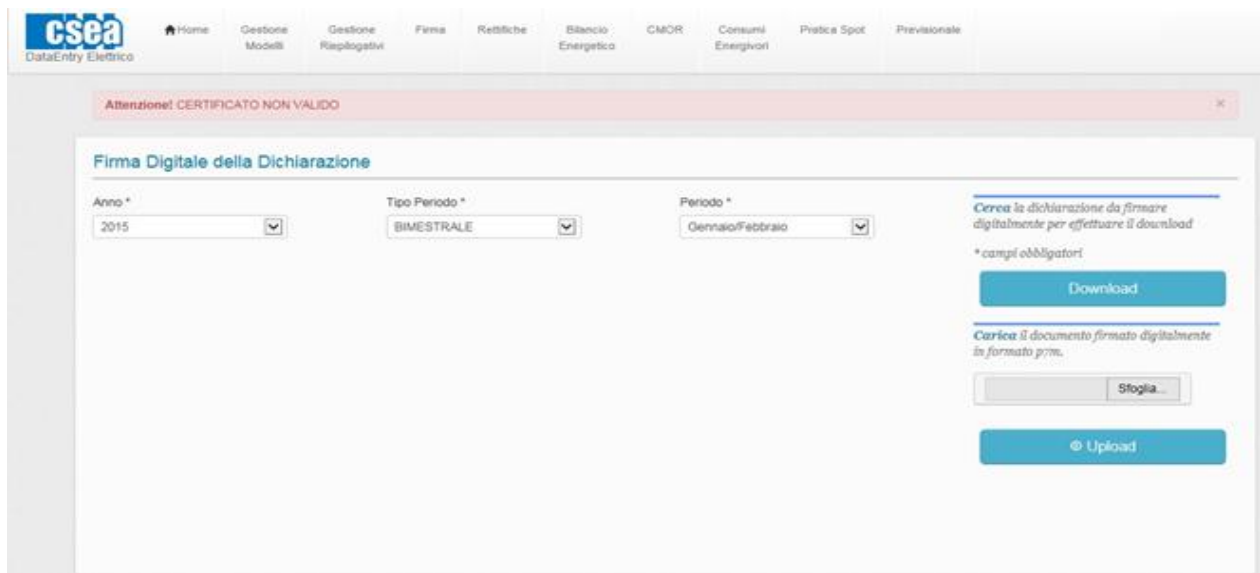 csea
DataEntry Elettrico
Home
Gestione
Modelli
Gestione
Riepilogativi
Firma
Rettifiche
Bilancio
Energetico
CMOR
Consumi
Energivori
Pratica Spot
Previsionale
Attenzione! CERTIFICATO NON VALIDO
×
Firma Digitale della Dichiarazione
Anno *
2015
Tipo Periodo *
BIMESTRALE
Periodo *
Gennaio/Febbraio
Cerca la dichiarazione da firmare
digitalmente per effettuare il download
* campi obbligatori
Download
Carica il documento firmato digitalmente
in formato p7m.
Sfoglia...
Upload